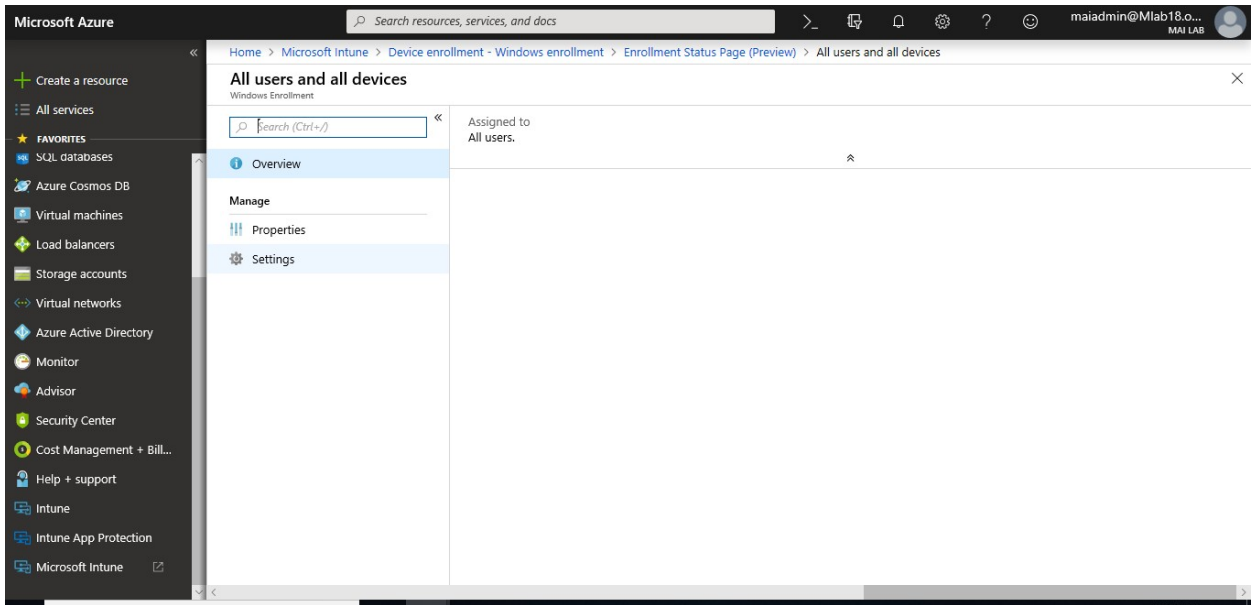 Microsoft Azure
Search resources, services, and docs
maiadmin@Mlab18.o...
MAI LAB
Home > Microsoft Intune > Device enrollment - Windows enrollment > Enrollment Status Page (Preview) > All users and all devices
Create a resource
All services
FAVORITES
SQL databases
Azure Cosmos DB
Virtual machines
Load balancers
Storage accounts
Virtual networks
Azure Active Directory
Monitor
Advisor
Security Center
Cost Management + Bill...
Help + support
Intune
Intune App Protection
Microsoft Intune
All users and all devices
Windows Enrollment
Search (Ctrl+/)
Overview
Manage
Properties
Settings
Assigned to
All users.